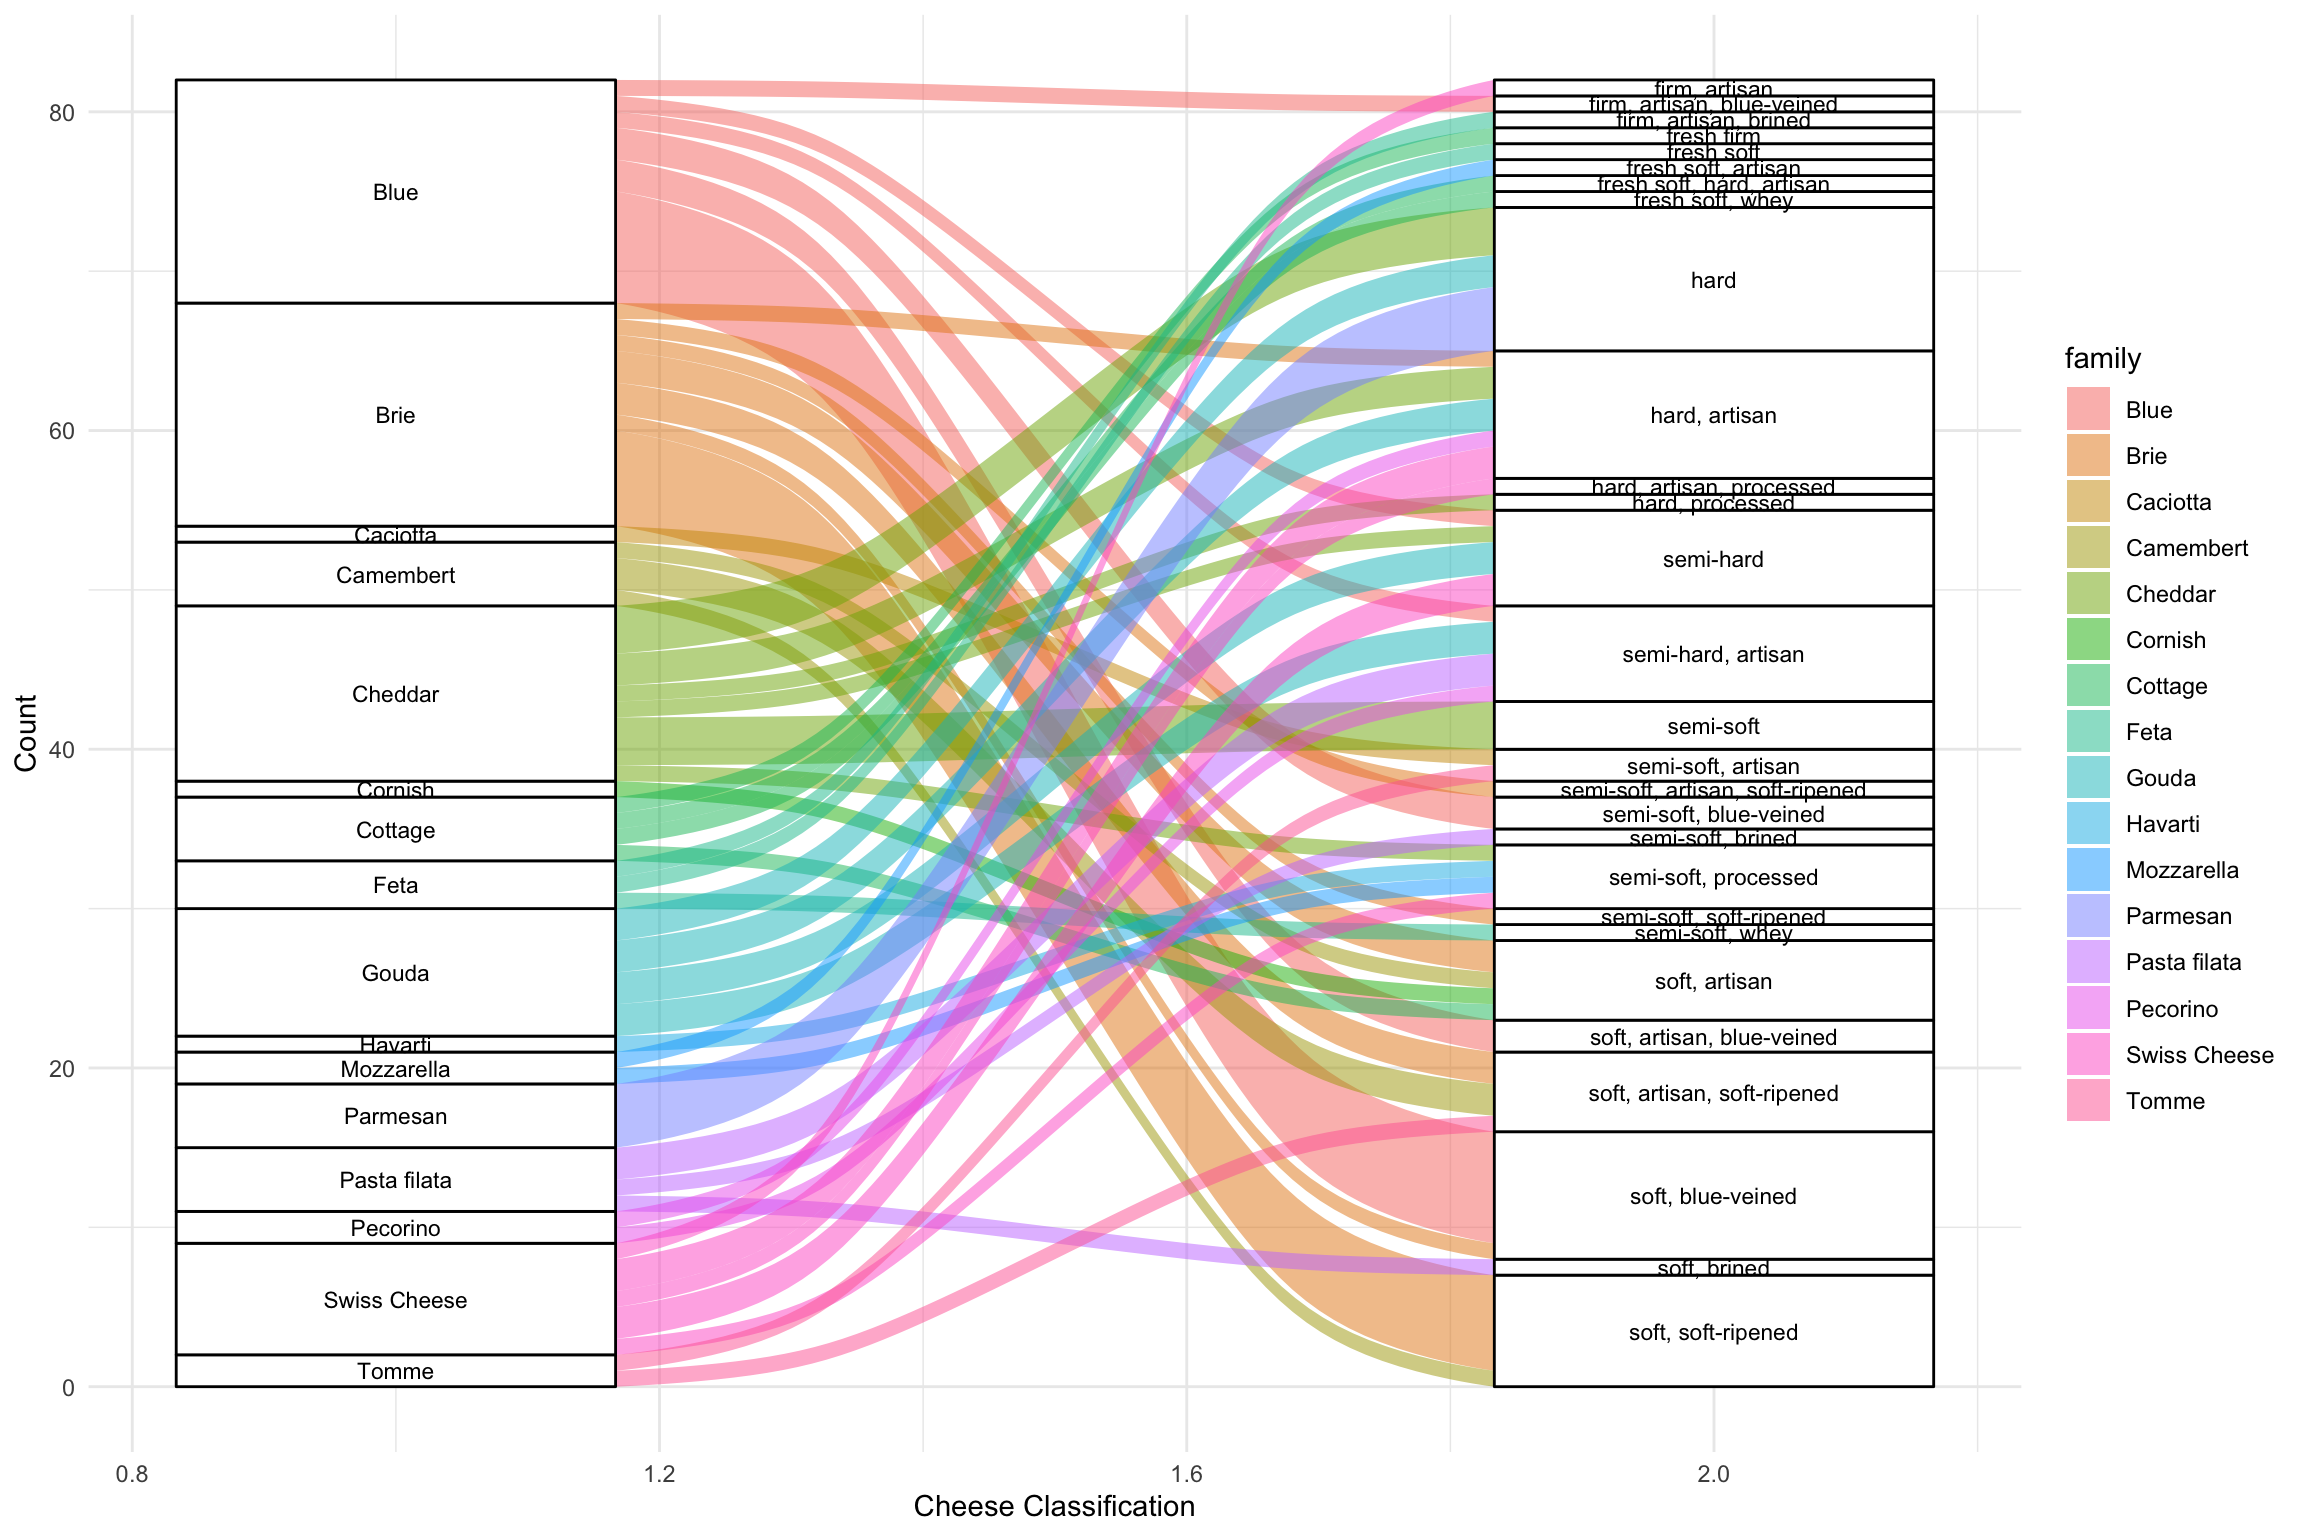 Count
80
60
40
20
0
Blue
Brie
Caciotta
Camembert
Cheddar
Cornish
Cottage
Feta
Gouda
Havarti
Mozzarella
Parmesan
Pasta filata
Pecorino
Swiss Cheese
Tomme
firm, artisan
firm, artisan, blue-veined
firm, artisan, brined
fresh firm
fresh soft
fresh soft, artisan
fresh soft, hard, artisan
fresh soft, whey
hard
hard, artisan
hard, artisan, processed
hard, processed
semi-hard
semi-hard, artisan
semi-soft
semi-soft, artisan
semi-soft, artisan, soft-ripened
semi-soft, blue-veined
semi-soft, brined
semi-soft, processed
semi-soft, soft-ripened
semi-soft, whey
soft, artisan
soft, artisan, blue-veined
soft, artisan, soft-ripened
soft, blue-veined
soft, brined
soft, soft-ripened
0.8
1.2
1.6
2.0
Cheese Classification
family
Blue
Brie
Caciotta
Camembert
Cheddar
Cornish
Cottage
Feta
Gouda
Havarti
Mozzarella
Parmesan
Pasta filata
Pecorino
Swiss Cheese
Tomme